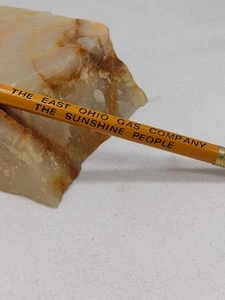 THE EAST OHIO GAS COMPANY
THE SUNSHINE PEOPLE